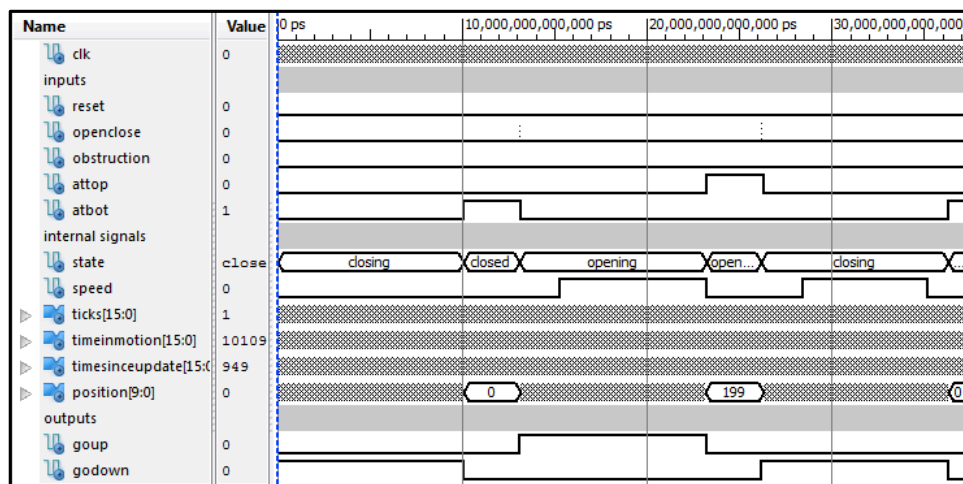 Name Value 0 ps 10,000,000,000,000 ps 20,000,000,000,000 ps 30,000,000,000,000
clk 0
inputs
reset 0
openclose 0
obstruction 0
attop 0
atbot 1
internal signals
state close closing closed opening open... closing ...
speed 0
ticks[15:0] 1
timeinmotion[15:0] 10109
timesinceupdate[15:0 949
position[9:0] 0 0 199 0
outputs
goup 0
godown 0